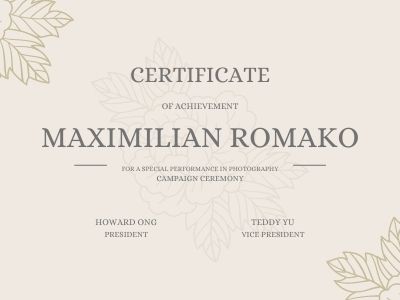 CERTIFICATE
OF ACHIEVEMENT
MAXIMILIAN ROMAKO
FOR A SPECIAL PERFORMANCE IN PHOTOGRAPHY
CAMPAIGN CEREMONY
HOWARD ONG
PRESIDENT
TEDDY YU
VICE PRESIDENT